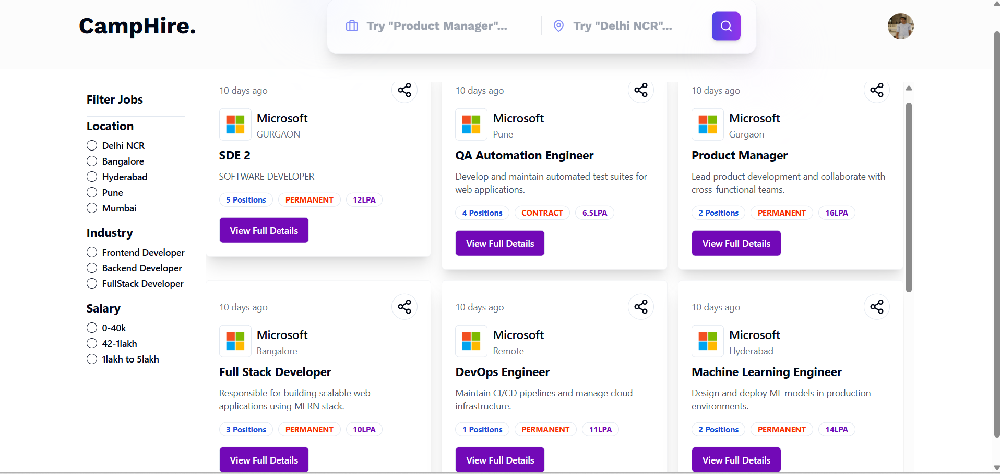 CampHire.
Try "Product Manager"...
Try "Delhi NCR"...
Filter Jobs
Location
Delhi NCR
Bangalore
Hyderabad
Pune
Mumbai
Industry
Frontend Developer
Backend Developer
FullStack Developer
Salary
0-40k
42-1lakh
1lakh to 5lakh
10 days ago
Microsoft
GURGAON
SDE 2
SOFTWARE DEVELOPER
5 Positions
PERMANENT
12LPA
View Full Details
10 days ago
Microsoft
Pune
QA Automation Engineer
Develop and maintain automated test suites for
web applications.
4 Positions
CONTRACT
6.5LPA
View Full Details
10 days ago
Microsoft
Gurgaon
Product Manager
Lead product development and collaborate with
cross-functional teams.
2 Positions
PERMANENT
16LPA
View Full Details
10 days ago
Microsoft
Bangalore
Full Stack Developer
Responsible for building scalable web
applications using MERN stack.
3 Positions
PERMANENT
10LPA
View Full Details
10 days ago
Microsoft
Remote
DevOps Engineer
Maintain CI/CD pipelines and manage cloud
infrastructure.
1 Positions
PERMANENT
11LPA
View Full Details
10 days ago
Microsoft
Hyderabad
Machine Learning Engineer
Design and deploy ML models in production
environments.
2 Positions
PERMANENT
14LPA
View Full Details